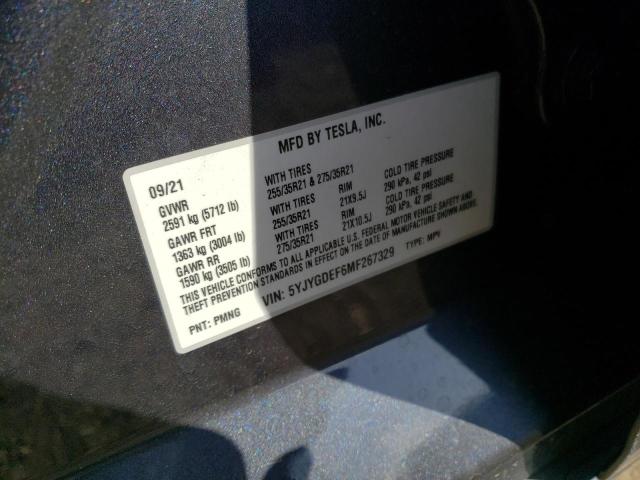 MFD BY TESLA, INC.
09/21
GVWR WITH TIRES
2591 kg (5712 lb) 255/35R21 & 275/35R21
GAWR FRT WITH TIRES RIM COLD TIRE PRESSURE
1363 kg (3004 lb) 255/35R21 21X9.5J 290 kPa, 42 psi
GAWR RR WITH TIRES RIM COLD TIRE PRESSURE
1590 kg (3505 lb) 275/35R21 21X10.5J 290 kPa, 42 psi
THIS VEHICLE CONFORMS TO ALL APPLICABLE U.S. FEDERAL MOTOR VEHICLE SAFETY AND
THEFT PREVENTION STANDARDS IN EFFECT ON THE DATE OF MANUFACTURE SHOWN ABOVE.
VIN: 5YJYGDEF6MF267329 TYPE: MPV
PNT: PMNG